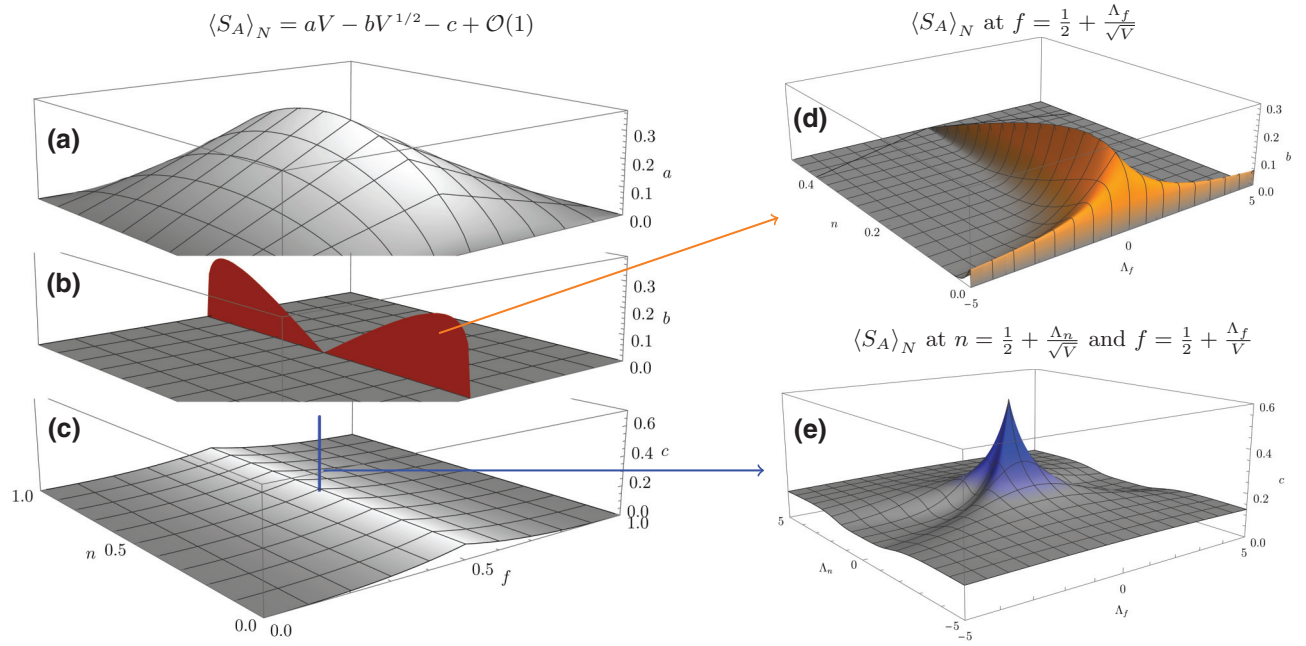 ⟨S_A⟩_N = aV − bV^{1/2} − c + 𝒪(1)
(a)
0.3
0.2
a
0.1
0.0
(b)
0.3
0.2
b
0.1
0.0
(c)
0.6
0.4
c
0.2
0.0
1.0
1.0
n
0.5
0.5
f
0.0
0.0
⟨S_A⟩_N at f = 1/2 + Λ_f/√V
(d)
0.3
0.2
b
0.1
0.0
0.4
5
n
0.2
0
Λ_f
0.0
−5
⟨S_A⟩_N at n = 1/2 + Λ_n/√V and f = 1/2 + Λ_f/V
(e)
0.6
0.4
c
0.2
0.0
5
5
Λ_n
0
0
Λ_f
−5
−5